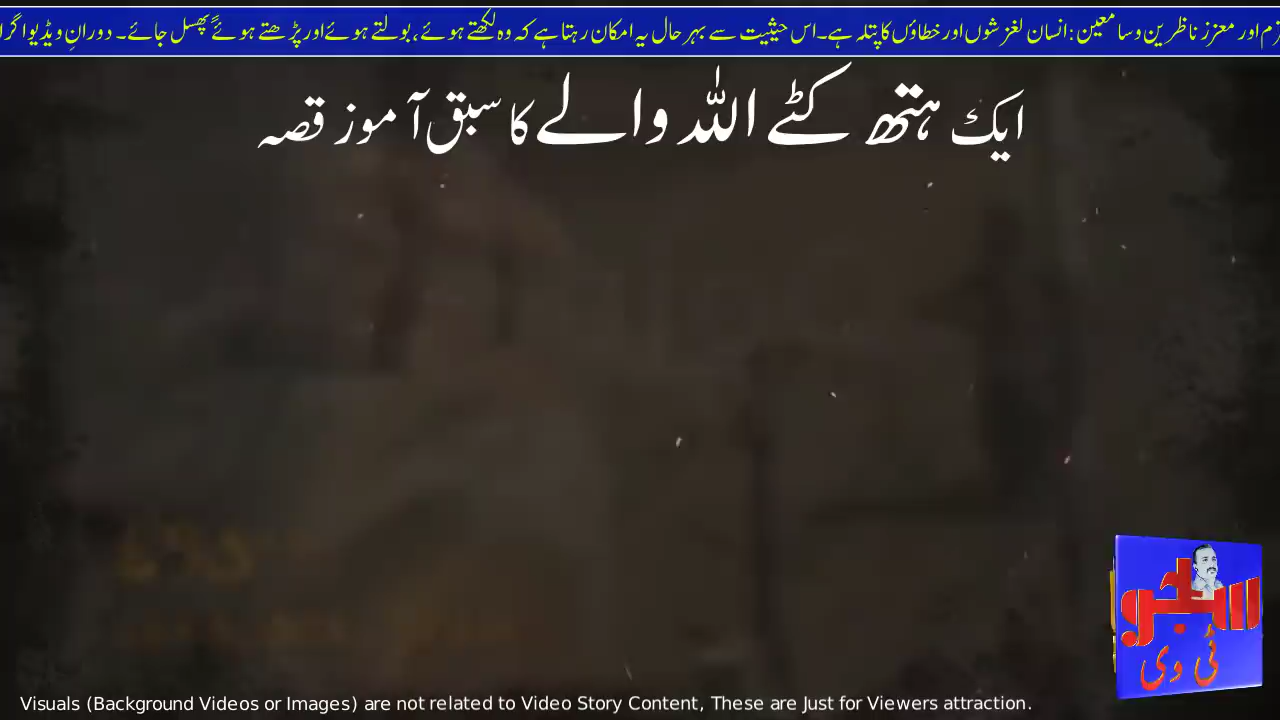 اور معزز ناظرین و سامعین: انسان لغزشوں اور خطاؤں کا پتلہ ہے۔ اس حیثیت سے بہر حال یہ امکان رہتا ہے کہ وہ لکھتے ہوئے، بولتے ہوئے اور پڑھتے ہوئے پھسل جائے۔ دورانِ ویڈیو
ایک ہتھ کٹے اللہ والے کا سبق آموز قصہ
ٹی وی
Visuals (Background Videos or Images) are not related to Video Story Content, These are Just for Viewers attraction.